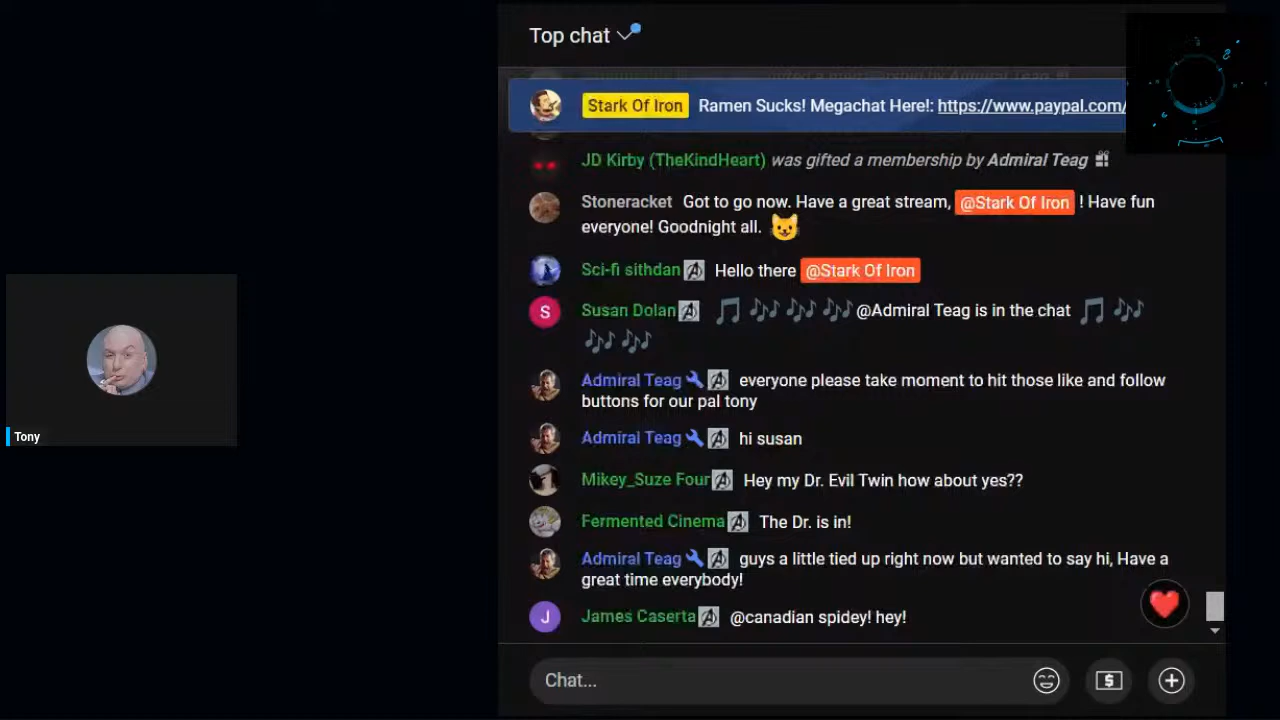 Top chat
gifted a membership by Admiral Teag
Stark Of Iron Ramen Sucks! Megachat Here!: https://www.paypal.com/
JD Kirby (TheKindHeart) was gifted a membership by Admiral Teag
Stoneracket Got to go now. Have a great stream, @Stark Of Iron ! Have fun
everyone! Goodnight all.
Sci-fi sithdan Hello there @Stark Of Iron
S Susan Dolan @Admiral Teag is in the chat
Admiral Teag everyone please take moment to hit those like and follow
buttons for our pal tony
Admiral Teag hi susan
Mikey_Suze Four Hey my Dr. Evil Twin how about yes??
Fermented Cinema The Dr. is in!
Admiral Teag guys a little tied up right now but wanted to say hi, Have a
great time everybody!
J James Caserta @canadian spidey! hey!
Chat...
Tony